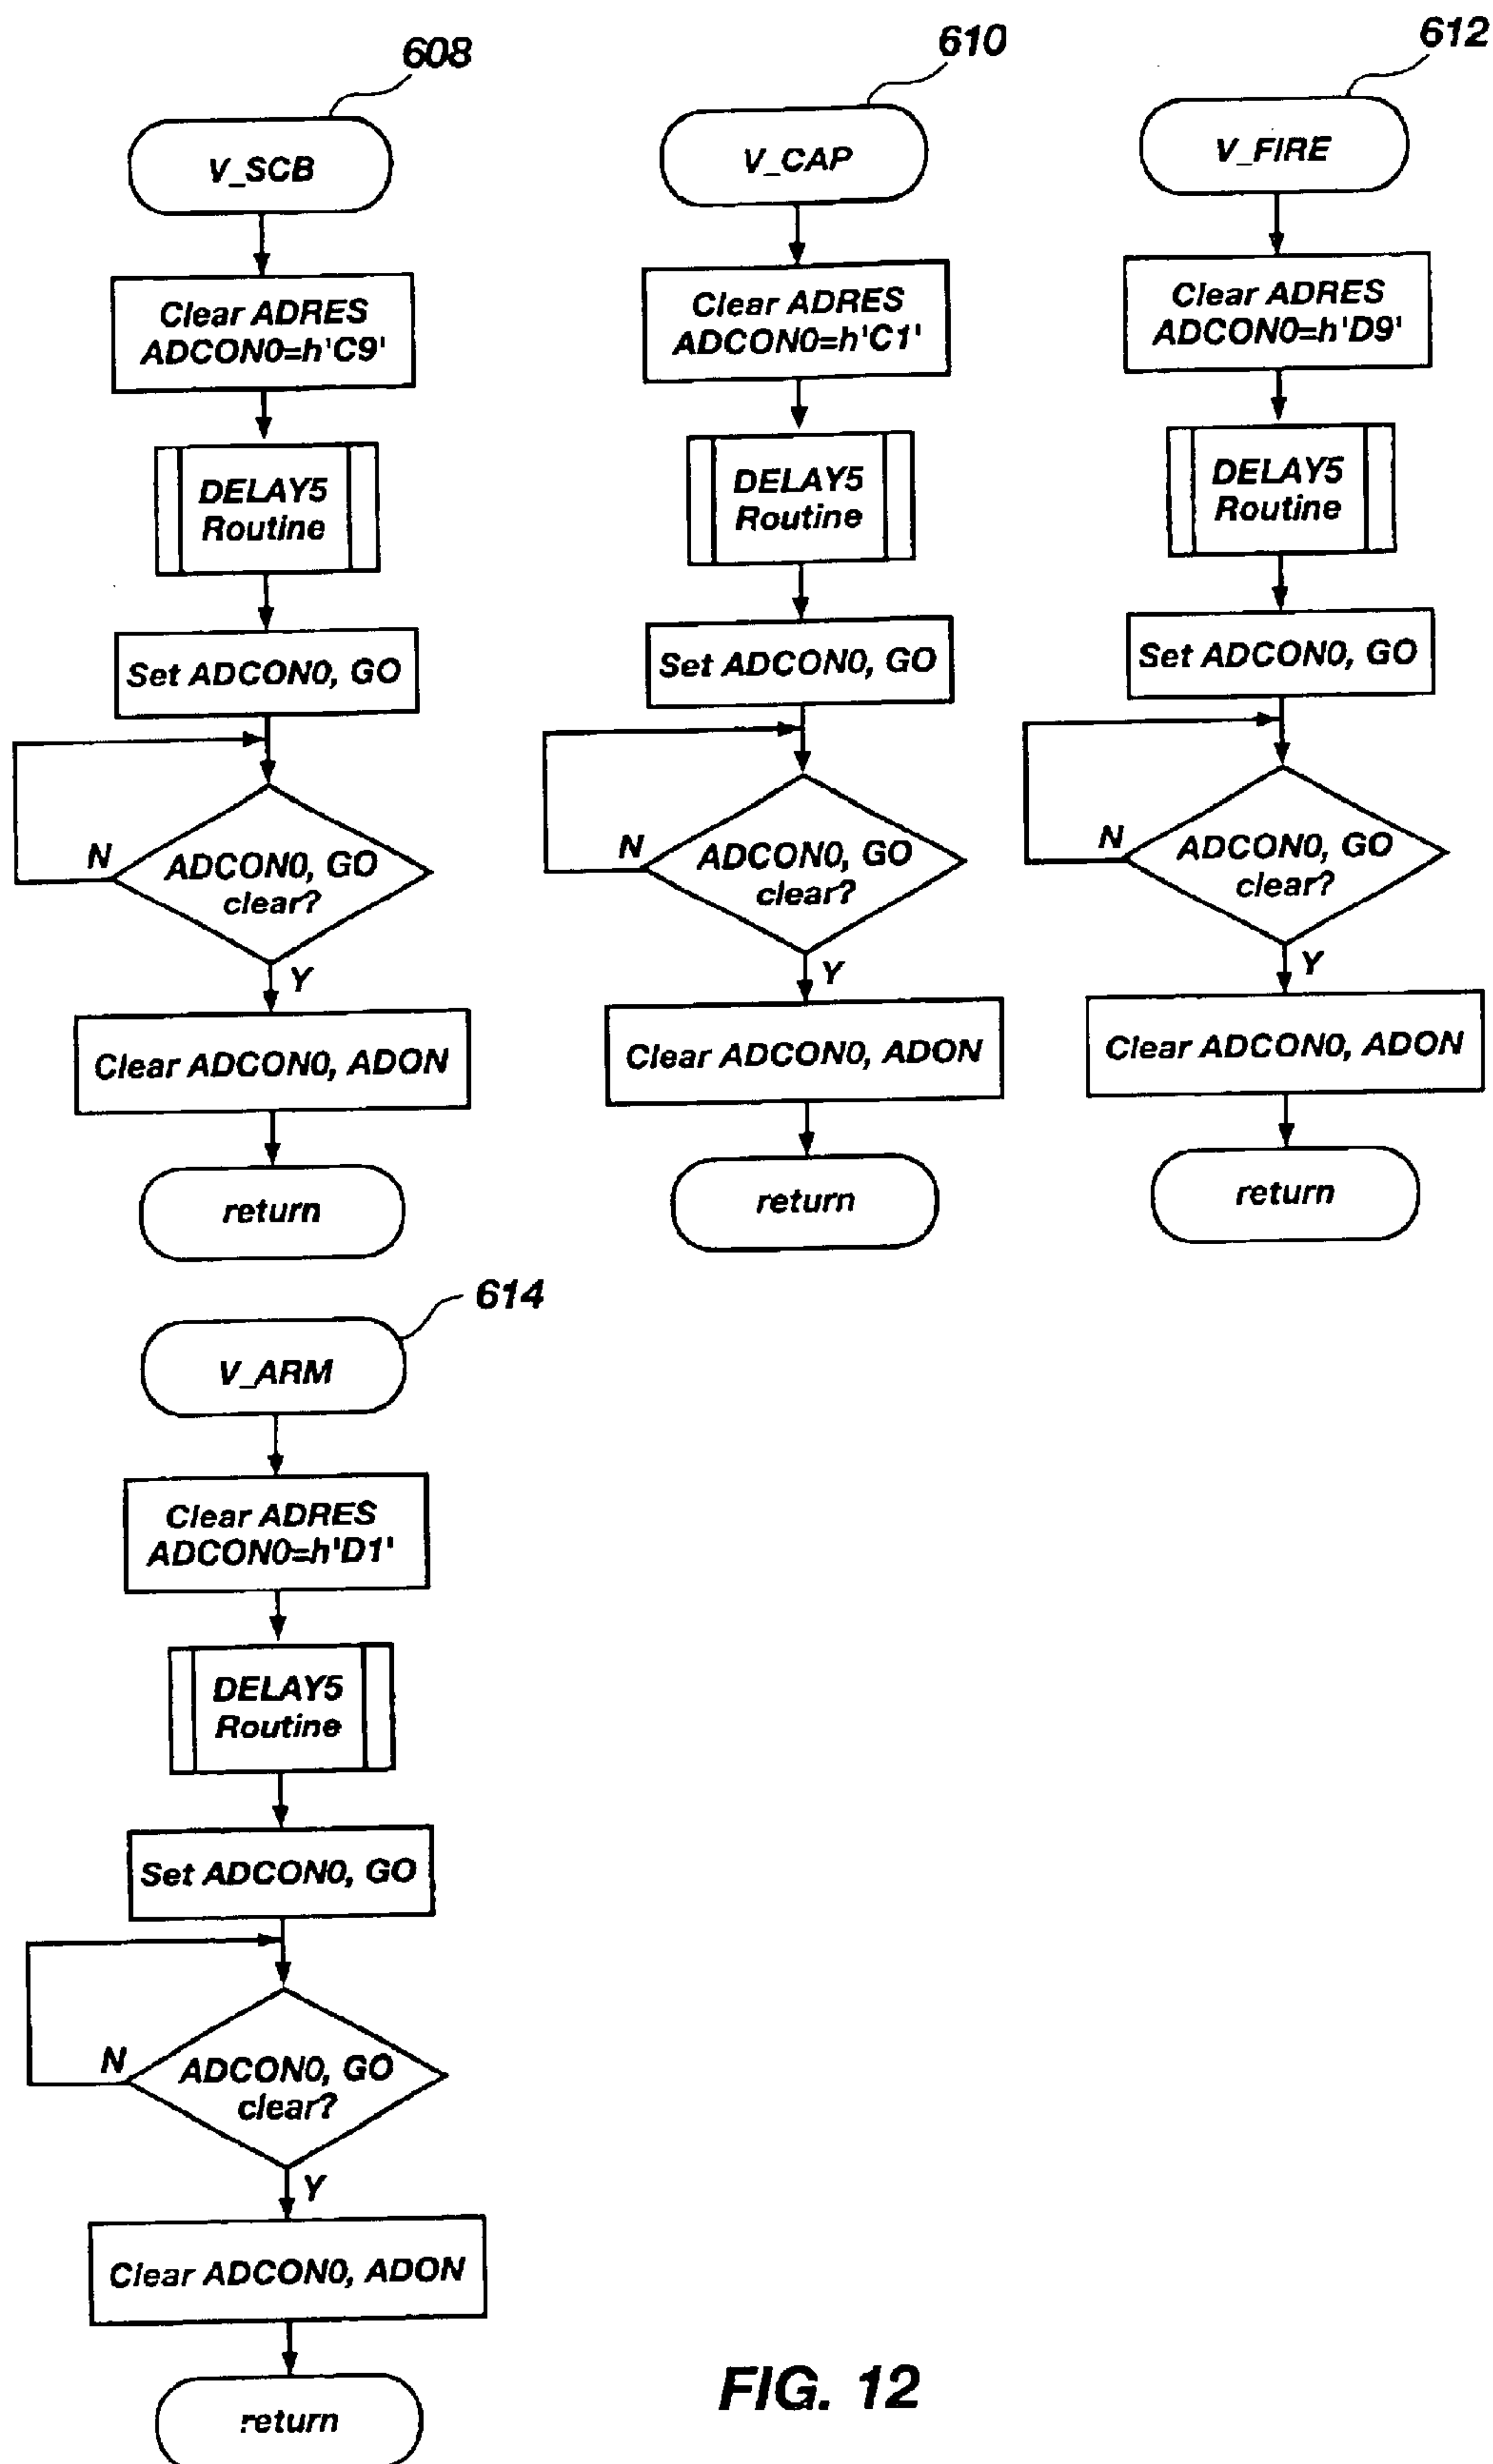 608
V_SCB
Clear ADRES
ADCON0=h'C9'
DELAY5
Routine
Set ADCON0, GO
N
ADCON0, GO
clear?
Y
Clear ADCON0, ADON
return
610
V_CAP
Clear ADRES
ADCON0=h'C1'
DELAY5
Routine
Set ADCON0, GO
N
ADCON0, GO
clear?
Y
Clear ADCON0, ADON
return
612
V_FIRE
Clear ADRES
ADCON0=h'D9'
DELAY5
Routine
Set ADCON0, GO
N
ADCON0, GO
clear?
Y
Clear ADCON0, ADON
return
614
V_ARM
Clear ADRES
ADCON0=h'D1'
DELAY5
Routine
Set ADCON0, GO
N
ADCON0, GO
clear?
Y
Clear ADCON0, ADON
return
FIG. 12